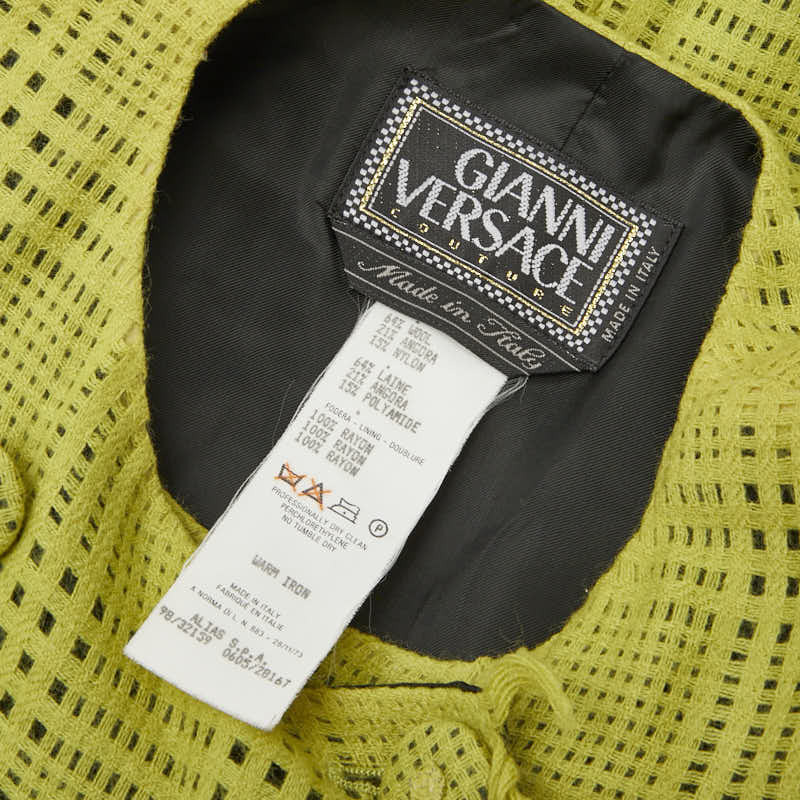 GIANNI
VERSACE
COUTURE
MADE IN ITALY
Made in Italy
64% WOOL
21% ANGORA
15% NYLON
64% LAINE
21% ANGORA
15% POLYAMIDE
FODERA - LINING - DOUBLURE
100% RAYON
100% RAYON
100% RAYON
P
PROFESSIONALLY DRY CLEAN
PERCHLORETHYLENE
NO TUMBLE DRY
WARM IRON
MADE IN ITALY
FABRIQUÉ EN ITALIE
A NORMA DI L. N. 883 - 26/11/73
ALIAS S.P.A.
98/32159 0605/28167